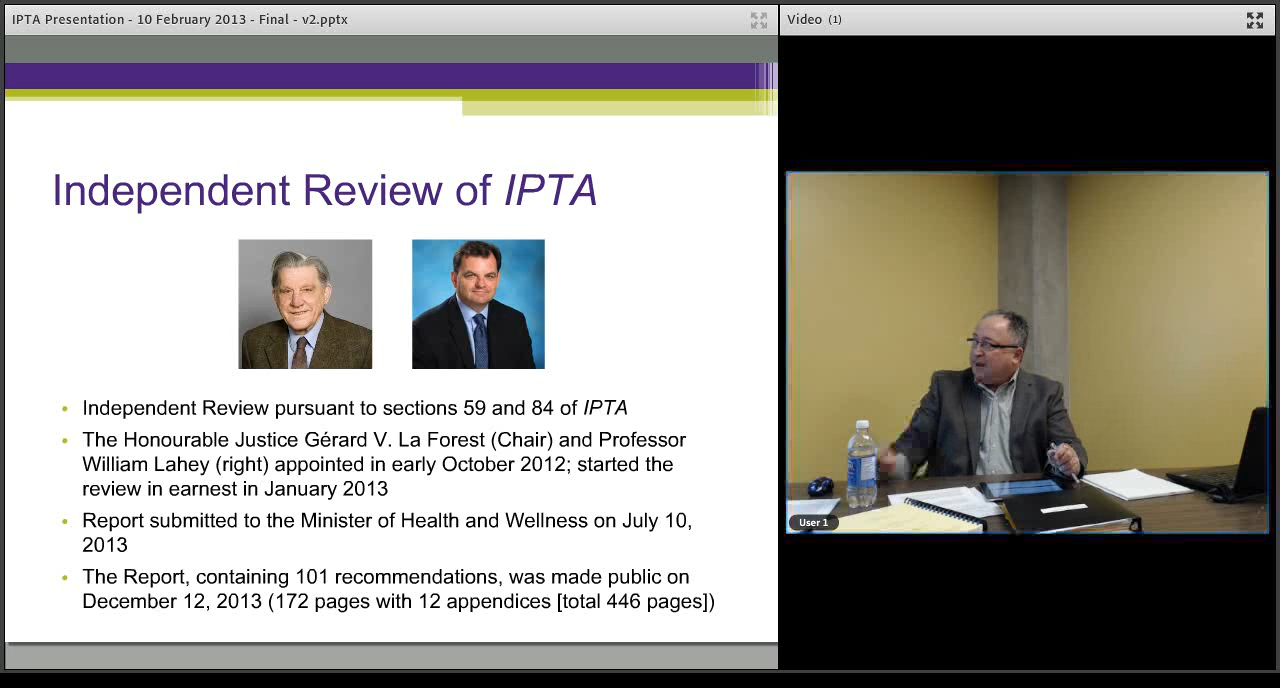 IPTA Presentation - 10 February 2013 - Final - v2.pptx
Video (1)
Independent Review of IPTA
• Independent Review pursuant to sections 59 and 84 of IPTA
• The Honourable Justice Gérard V. La Forest (Chair) and Professor
William Lahey (right) appointed in early October 2012; started the
review in earnest in January 2013
• Report submitted to the Minister of Health and Wellness on July 10,
2013
• The Report, containing 101 recommendations, was made public on
December 12, 2013 (172 pages with 12 appendices [total 446 pages])
User 1